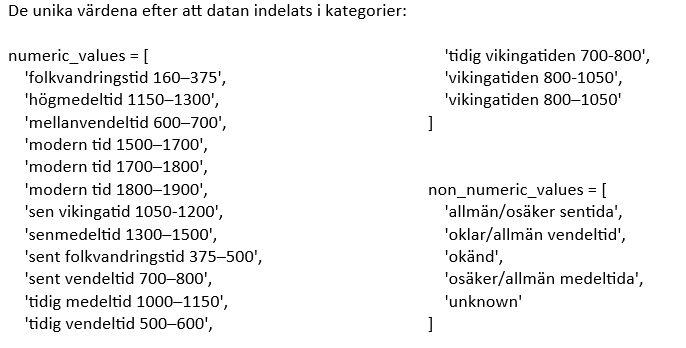 De unika värdena efter att datan indelats i kategorier:
numeric_values = [
'folkvandringstid 160–375',
'högmedeltid 1150–1300',
'mellanvendeltid 600–700',
'modern tid 1500–1700',
'modern tid 1700–1800',
'modern tid 1800–1900',
'sen vikingatid 1050-1200',
'senmedeltid 1300–1500',
'sent folkvandringstid 375–500',
'sent vendeltid 700–800',
'tidig medeltid 1000–1150',
'tidig vendeltid 500–600',
'tidig vikingatiden 700-800',
'vikingatiden 800-1050',
'vikingatiden 800–1050'
]
non_numeric_values = [
'allmän/osäker sentida',
'oklar/allmän vendeltid',
'okänd',
'osäker/allmän medeltida',
'unknown'
]